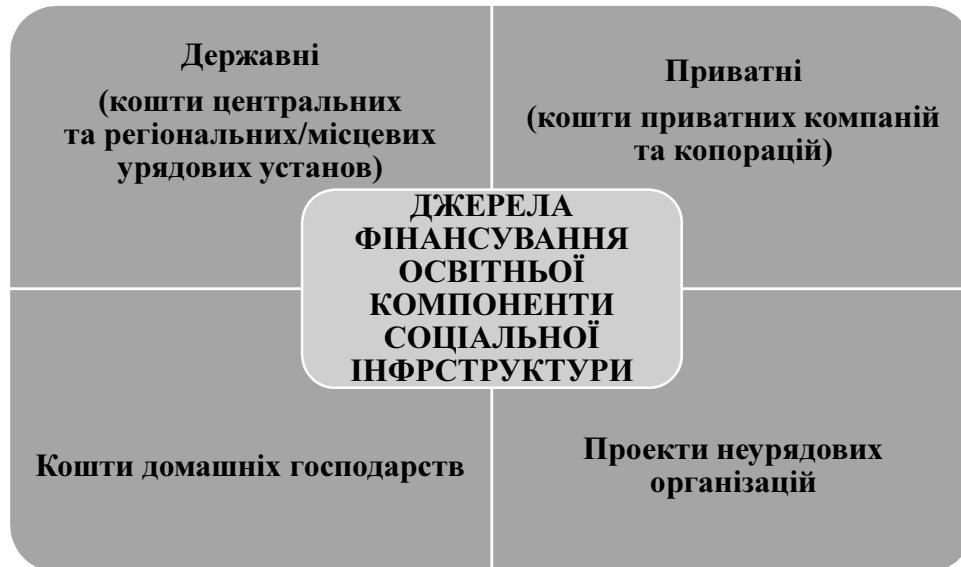 Державні
(кошти центральних
та регіональних/місцевих
урядових установ)
Приватні
(кошти приватних компаній
та копорацій)
ДЖЕРЕЛА
ФІНАНСУВАННЯ
ОСВІТНЬОЇ
КОМПОНЕНТИ
СОЦІАЛЬНОЇ
ІНФРСТРУКТУРИ
Кошти домашніх господарств
Проекти неурядових
організацій